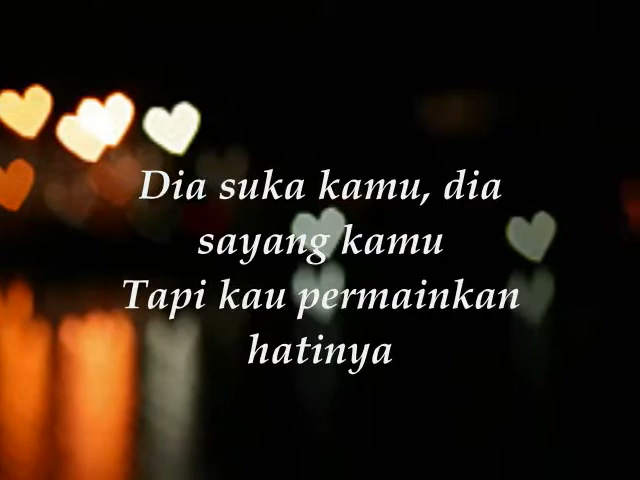 Dia suka kamu, dia
sayang kamu
Tapi kau permainkan
hatinya